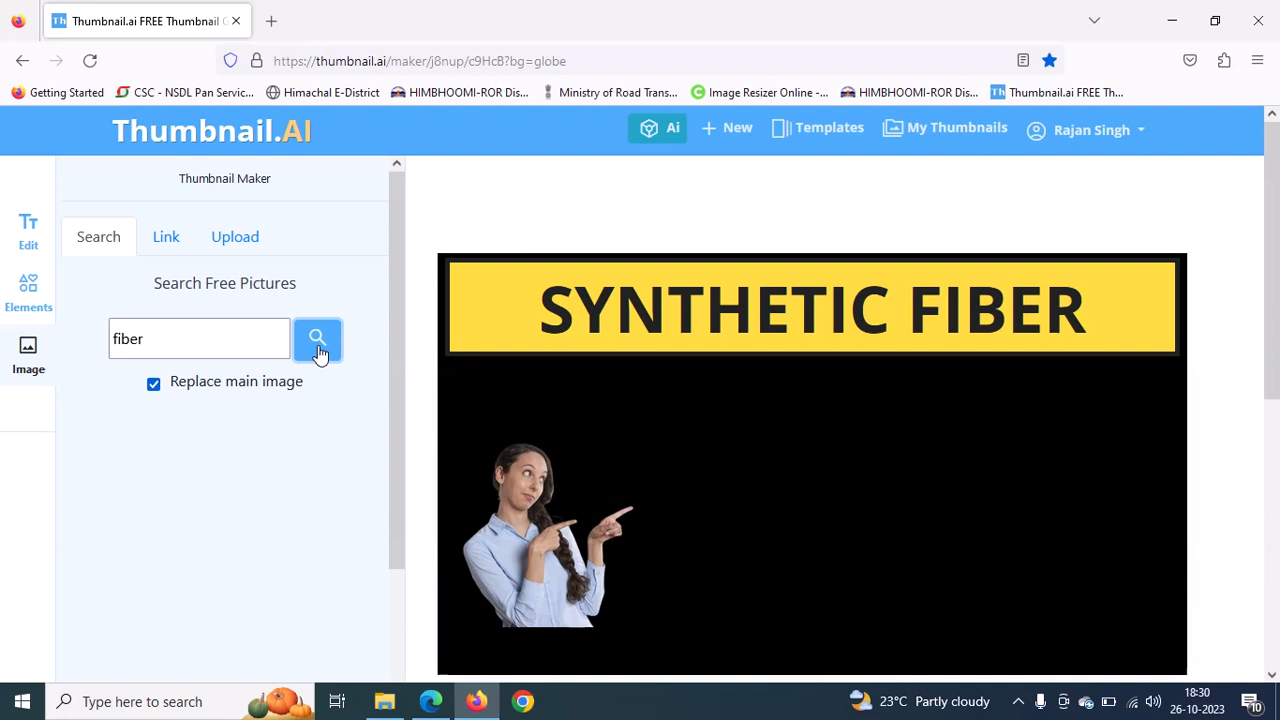 Thumbnail.ai FREE Thumbnail G
https://thumbnail.ai/maker/j8nup/c9HcB?bg=globe
Getting Started
CSC - NSDL Pan Servic...
Himachal E-District
HIMBHOOMI-ROR Dis...
Ministry of Road Trans...
Image Resizer Online -...
HIMBHOOMI-ROR Dis...
Thumbnail.ai FREE Th...
Thumbnail.AI
Ai
New
Templates
My Thumbnails
Rajan Singh
Thumbnail Maker
Tt
Edit
Elements
Image
Search
Link
Upload
Search Free Pictures
fiber
Replace main image
SYNTHETIC FIBER
Type here to search
23°C Partly cloudy
18:30
26-10-2023
10